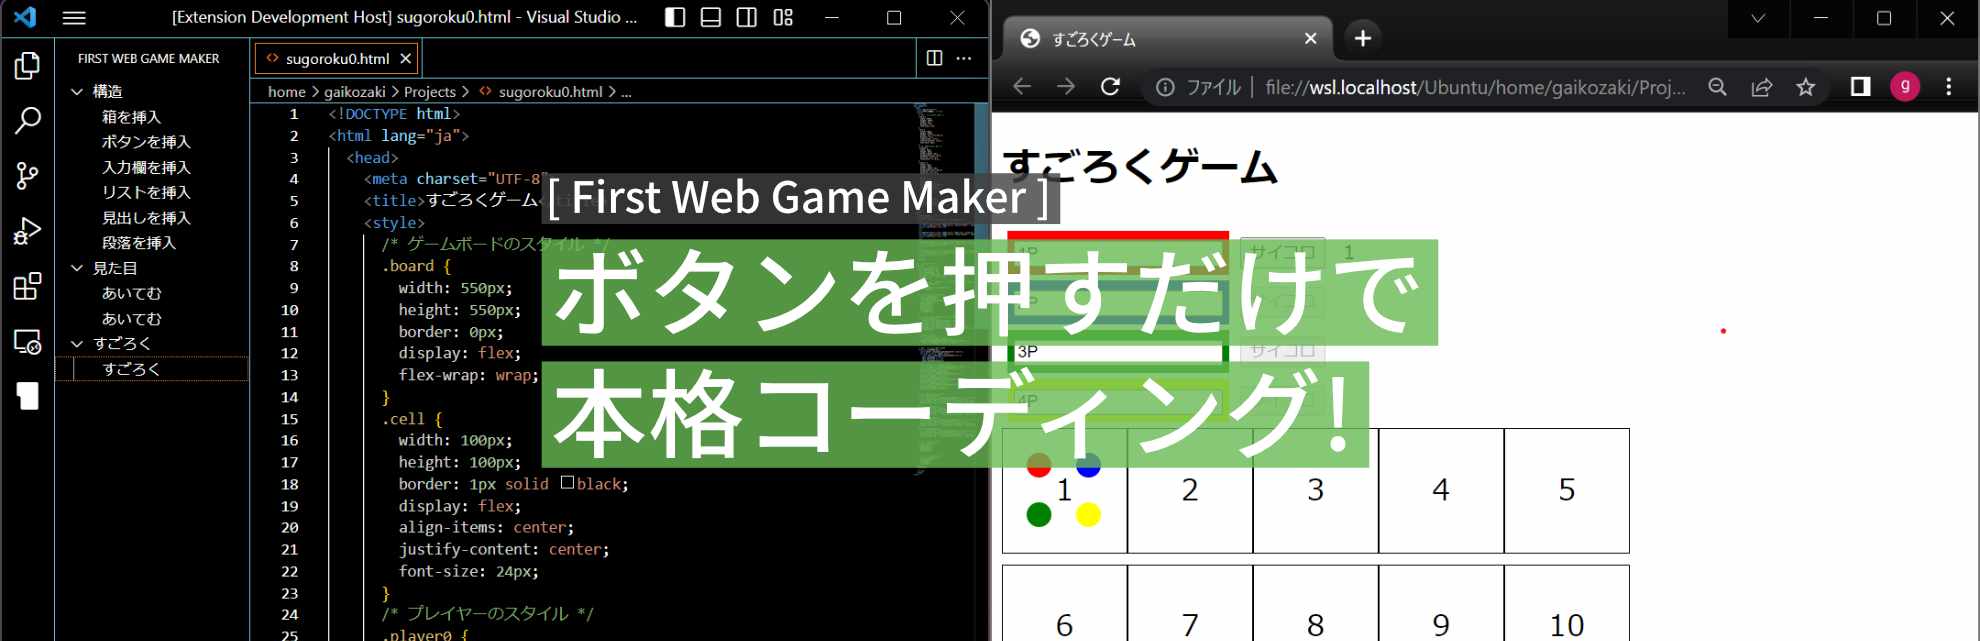 [Extension Development Host] sugoroku0.html - Visual Studio ...
FIRST WEB GAME MAKER
構造
箱を挿入
ボタンを挿入
入力欄を挿入
リストを挿入
見出しを挿入
段落を挿入
見た目
あいてむ
あいてむ
すごろく
すごろく
sugoroku0.html
home > gaikozaki > Projects > sugoroku0.html > ...
1 <!DOCTYPE html>
2 <html lang="ja">
3 <head>
4 <meta charset="UTF-8"
5 <title>すごろくゲーム
6 <style>
7 /* ゲームボードのスタイル */
8 .board {
9 width: 550px;
10 height: 550px;
11 border: 0px;
12 display: flex;
13 flex-wrap: wrap;
14 }
15 .cell {
16 width: 100px;
17 height: 100px;
18 border: 1px solid black;
19 display: flex;
20 align-items: center;
21 justify-content: center;
22 font-size: 24px;
23 }
24 /* プレイヤーのスタイル */
25 .player0 {
[ First Web Game Maker ]
ボタンを押すだけで
本格コーディング!
すごろくゲーム
ファイル | file://wsl.localhost/Ubuntu/home/gaikozaki/Proj...
g
すごろくゲーム
1P サイコロ 1
3P サイコロ
4P
1 2 3 4 5
6 7 8 9 10